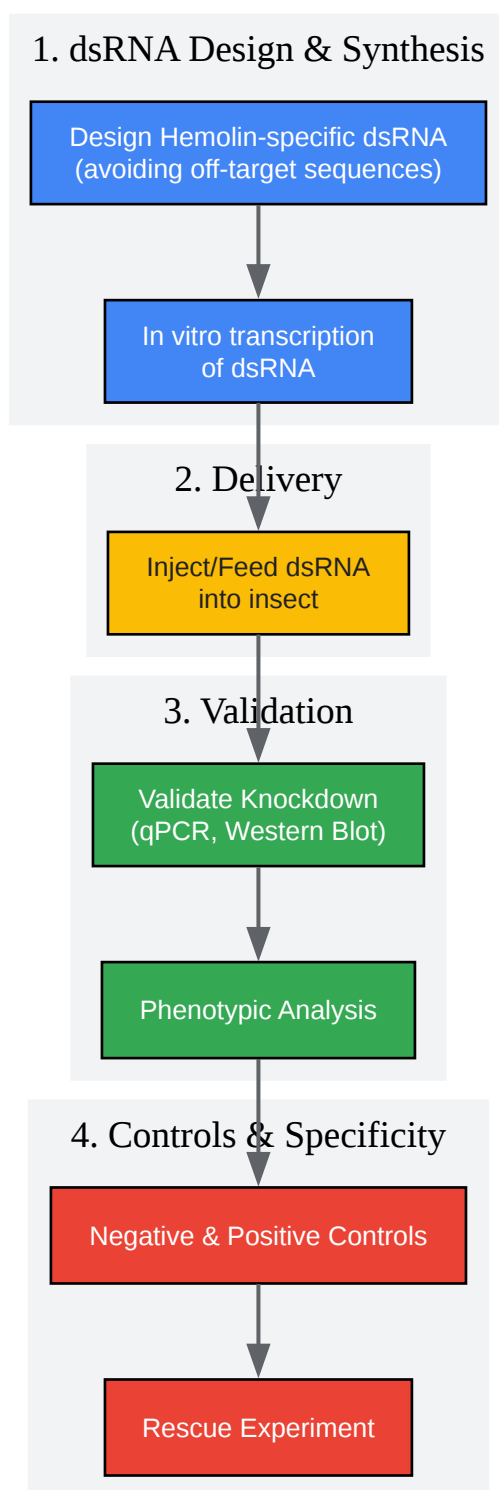 1. dsRNA Design & Synthesis
Design Hemolin-specific dsRNA
(avoiding off-target sequences)
In vitro transcription
of dsRNA
2. Delivery
Inject/Feed dsRNA
into insect
3. Validation
Validate Knockdown
(qPCR, Western Blot)
Phenotypic Analysis
4. Controls & Specificity
Negative & Positive Controls
Rescue Experiment